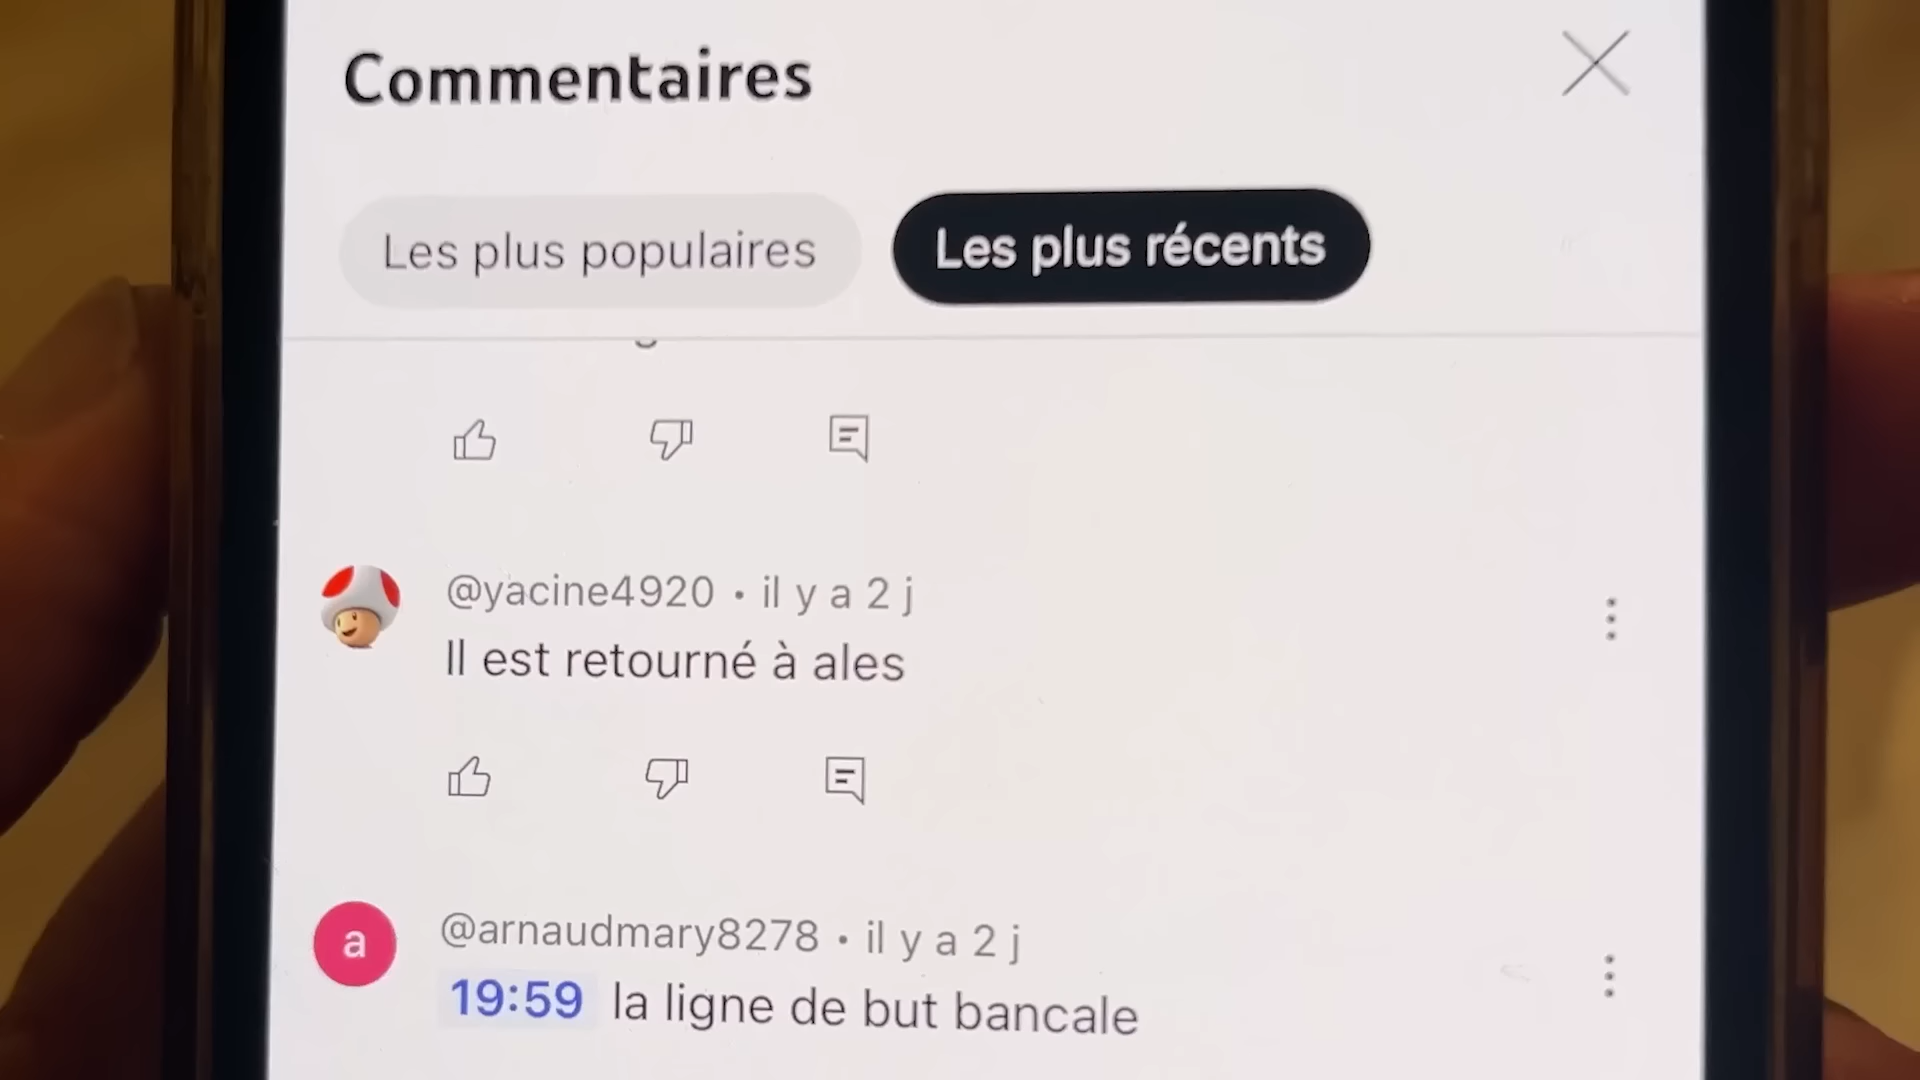 Commentaires
Les plus populaires
Les plus récents
@yacine4920 • il y a 2 j
Il est retourné à ales
a
@arnaudmary8278 • il y a 2 j
19:59 la ligne de but bancale